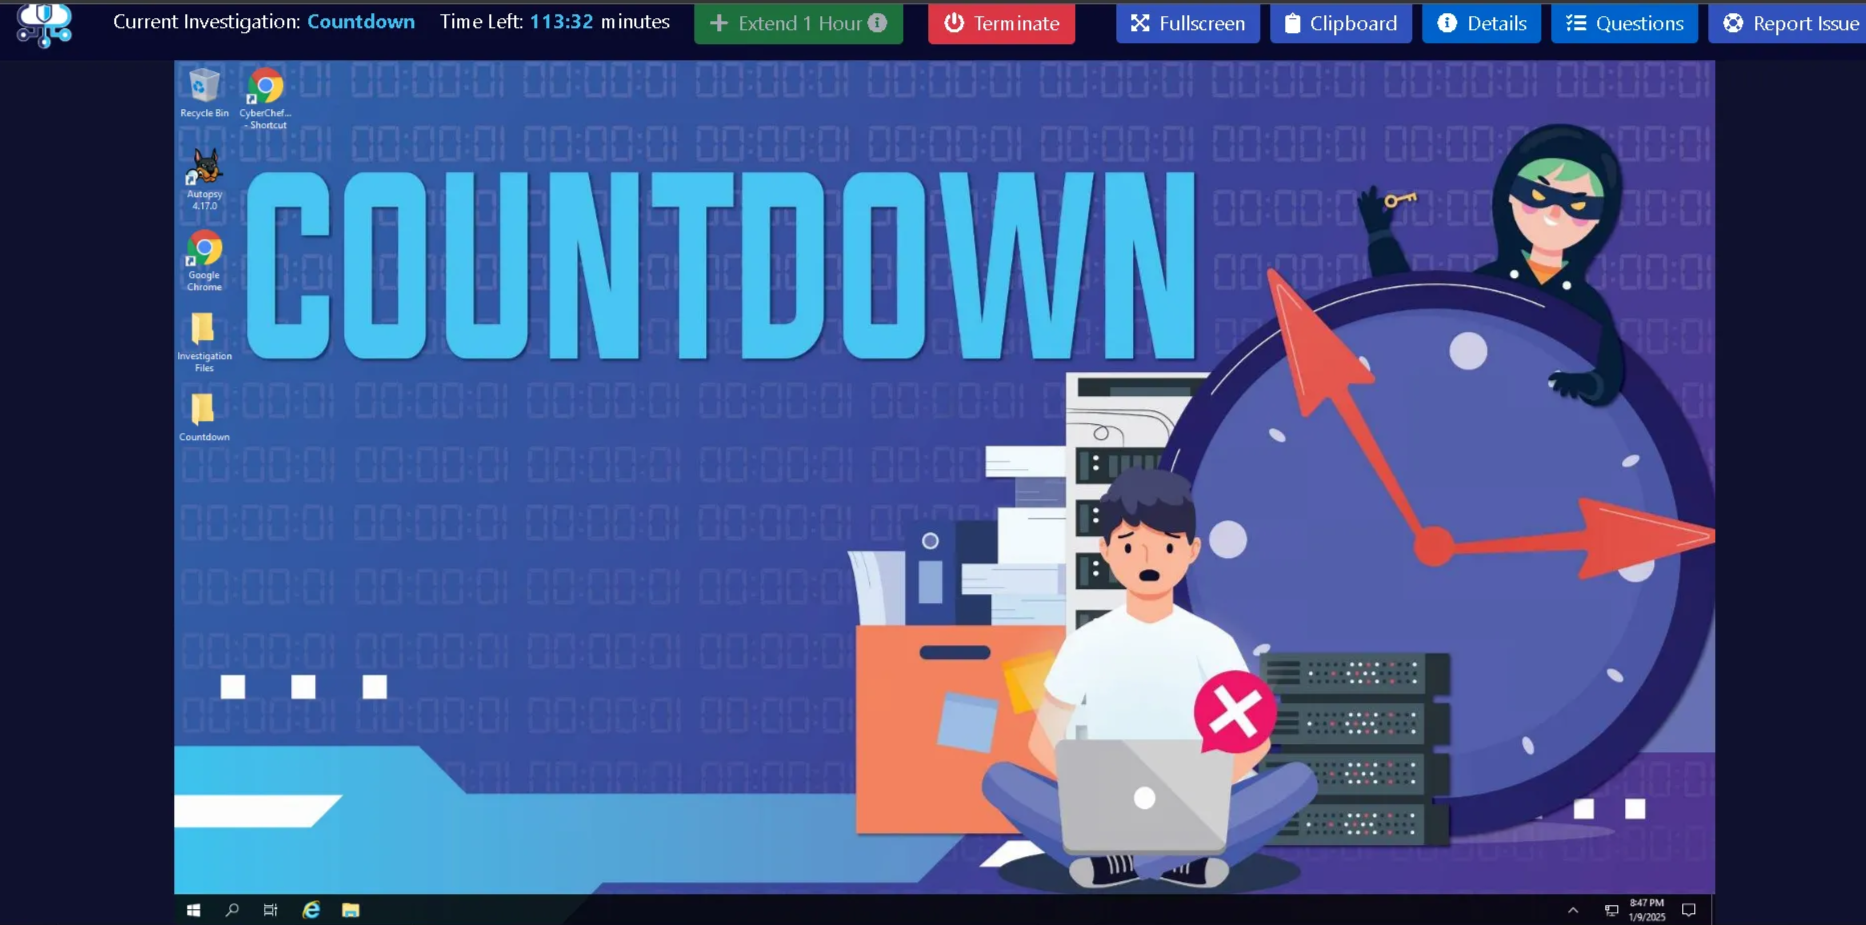 Current Investigation: Countdown Time Left: 113:32 minutes Extend 1 Hour Terminate Fullscreen Clipboard Details Questions Report Issue
Recycle Bin
CyberChef...
- Shortcut
Autopsy
4.17.0
Google
Chrome
Investigation
Files
Countdown
COUNTDOWN
8:47 PM
1/9/2025